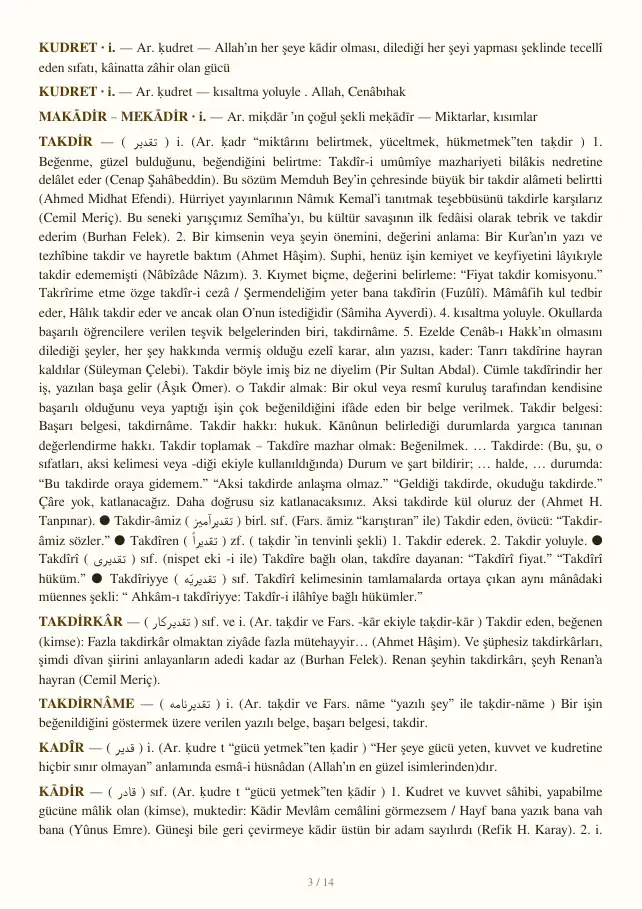 KUDRET · i. — Ar. ḳudret — Allah’ın her şeye kādir olması, dilediği her şeyi yapması şeklinde tecellî
eden sıfatı, kâinatta zâhir olan gücü
KUDRET · i. — Ar. ḳudret — kısaltma yoluyle . Allah, Cenâbıhak
MAKĀDİR – MEKĀDİR · i. — Ar. miḳdār ’ın çoğul şekli meḳādīr — Miktarlar, kısımlar
TAKDİR — ( تقدير ) i. (Ar. ḳadr “miktârını belirtmek, yüceltmek, hükmetmek”ten taḳdіr ) 1.
Beğenme, güzel bulduğunu, beğendiğini belirtme: Takdîr-i umûmîye mazhariyeti bilâkis nedretine
delâlet eder (Cenap Şahâbeddin). Bu sözüm Memduh Bey’in çehresinde büyük bir takdir alâmeti belirtti
(Ahmed Midhat Efendi). Hürriyet yayınlarının Nâmık Kemal’i tanıtmak teşebbüsünü takdirle karşılarız
(Cemil Meriç). Bu seneki yarışçımız Semîha’yı, bu kültür savaşının ilk fedâisi olarak tebrik ve takdir
ederim (Burhan Felek). 2. Bir kimsenin veya şeyin önemini, değerini anlama: Bir Kur’an’ın yazı ve
tezhîbine takdir ve hayretle baktım (Ahmet Hâşim). Suphi, henüz işin kemiyet ve keyfiyetini lâyıkıyle
takdir edememişti (Nâbîzâde Nâzım). 3. Kıymet biçme, değerini belirleme: “Fiyat takdir komisyonu.”
Takrîrime etme özge takdîr-i cezâ / Şermendeliğim yeter bana takdîrin (Fuzûlî). Mâmâfih kul tedbir
eder, Hâlık takdir eder ve ancak olan O’nun istediğidir (Sâmiha Ayverdi). 4. kısaltma yoluyle. Okullarda
başarılı öğrencilere verilen teşvik belgelerinden biri, takdirnâme. 5. Ezelde Cenâb-ı Hakk’ın olmasını
dilediği şeyler, her şey hakkında vermiş olduğu ezelî karar, alın yazısı, kader: Tanrı takdîrine hayran
kaldılar (Süleyman Çelebi). Takdir böyle imiş biz ne diyelim (Pir Sultan Abdal). Cümle takdîrindir her
iş, yazılan başa gelir (Âşık Ömer). ○ Takdir almak: Bir okul veya resmî kuruluş tarafından kendisine
başarılı olduğunu veya yaptığı işin çok beğenildiğini ifâde eden bir belge verilmek. Takdir belgesi:
Başarı belgesi, takdirnâme. Takdir hakkı: hukuk. Kānûnun belirlediği durumlarda yargıca tanınan
değerlendirme hakkı. Takdir toplamak – Takdîre mazhar olmak: Beğenilmek. … Takdirde: (Bu, şu, o
sıfatları, aksi kelimesi veya -diği ekiyle kullanıldığında) Durum ve şart bildirir; … halde, … durumda:
“Bu takdirde oraya gidemem.” “Aksi takdirde anlaşma olmaz.” “Geldiği takdirde, okuduğu takdirde.”
Çâre yok, katlanacağız. Daha doğrusu siz katlanacaksınız. Aksi takdirde kül oluruz der (Ahmet H.
Tanpınar). ● Takdir-âmiz ( تقديرآميز ) birl. sıf. (Fars. āmіz “karıştıran” ile) Takdir eden, övücü: “Takdir-
âmiz sözler.” ● Takdîren ( تقديراً ) zf. ( takdіr ’in tenvinli şekli) 1. Takdir ederek. 2. Takdir yoluyle. ●
Takdîrî ( تقديرى ) sıf. (nispet eki -і ile) Takdîre bağlı olan, takdîre dayanan: “Takdîrî fiyat.” “Takdîrî
hüküm.” ● Takdîriyye ( تقديريّه ) sıf. Takdîrî kelimesinin tamlamalarda ortaya çıkan aynı mânâdaki
müennes şekli: “ Ahkâm-ı takdîriyye: Takdîr-i ilâhîye bağlı hükümler.”
TAKDİRKÂR — ( تقديركار ) sıf. ve i. (Ar. taḳdіr ve Fars. -kār ekiyle taḳdіr-kār ) Takdir eden, beğenen
(kimse): Fazla takdirkâr olmaktan ziyâde fazla mütehayyir… (Ahmet Hâşim). Ve şüphesiz takdirkârları,
şimdi dîvan şiirini anlayanların adedi kadar az (Burhan Felek). Renan şeyhin takdirkârı, şeyh Renan’a
hayran (Cemil Meriç).
TAKDİRNÂME — ( تقديرنامه ) i. (Ar. taḳdіr ve Fars. nāme “yazılı şey” ile taḳdіr-nāme ) Bir işin
beğenildiğini göstermek üzere verilen yazılı belge, başarı belgesi, takdir.
KADÎR — ( قدير ) i. (Ar. ḳudre t “gücü yetmek”ten ḳadіr ) “Her şeye gücü yeten, kuvvet ve kudretine
hiçbir sınır olmayan” anlamında esmâ-i hüsnâdan (Allah’ın en güzel isimlerinden)dır.
KĀDİR — ( قادر ) sıf. (Ar. ḳudre t “gücü yetmek”ten ḳādir ) 1. Kudret ve kuvvet sâhibi, yapabilme
gücüne mâlik olan (kimse), muktedir: Kādir Mevlâm cemâlini görmezsem / Hayf bana yazık bana vah
bana (Yûnus Emre). Güneşi bile geri çevirmeye kādir üstün bir adam sayılırdı (Refik H. Karay). 2. i.
3 / 14